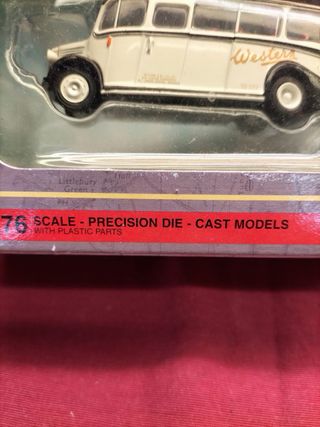 Western
Littlebury
Green
76 SCALE - PRECISION DIE - CAST MODELS
WITH PLASTIC PARTS